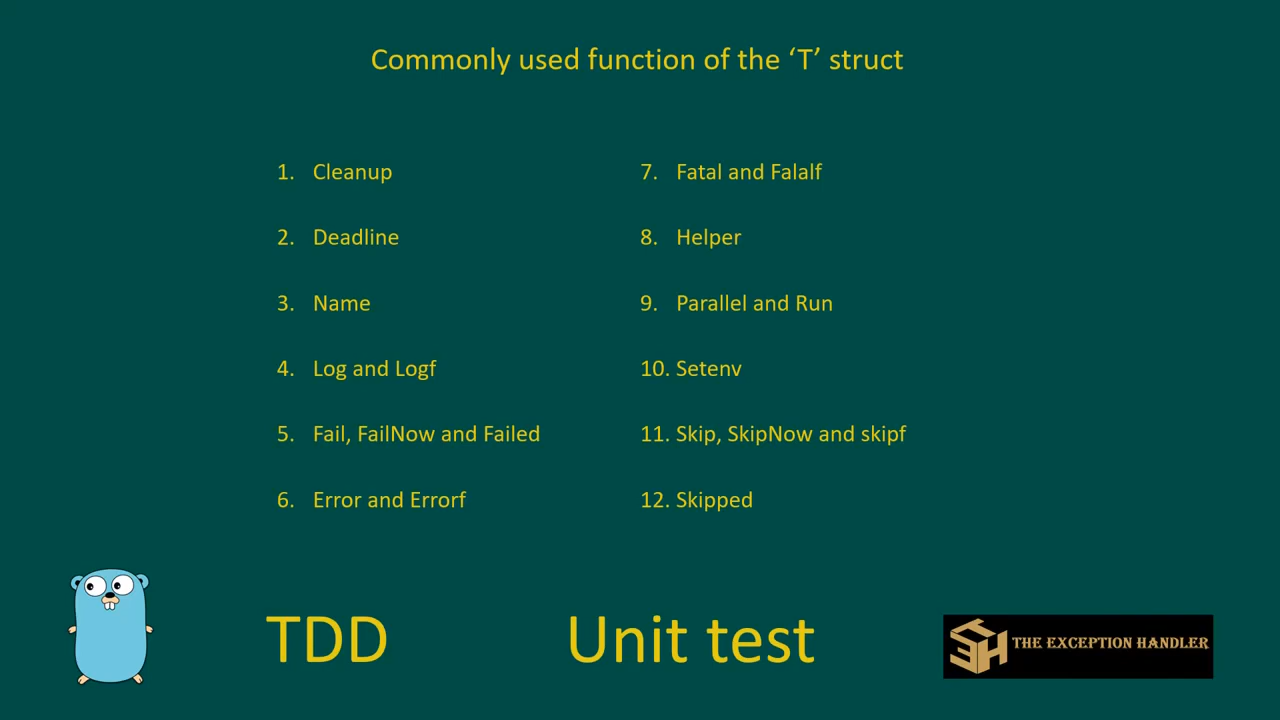 Commonly used function of the ‘T’ struct
1. Cleanup
2. Deadline
3. Name
4. Log and Logf
5. Fail, FailNow and Failed
6. Error and Errorf
7. Fatal and Falalf
8. Helper
9. Parallel and Run
10. Setenv
11. Skip, SkipNow and skipf
12. Skipped
TDD
Unit test
TEH
THE EXCEPTION HANDLER